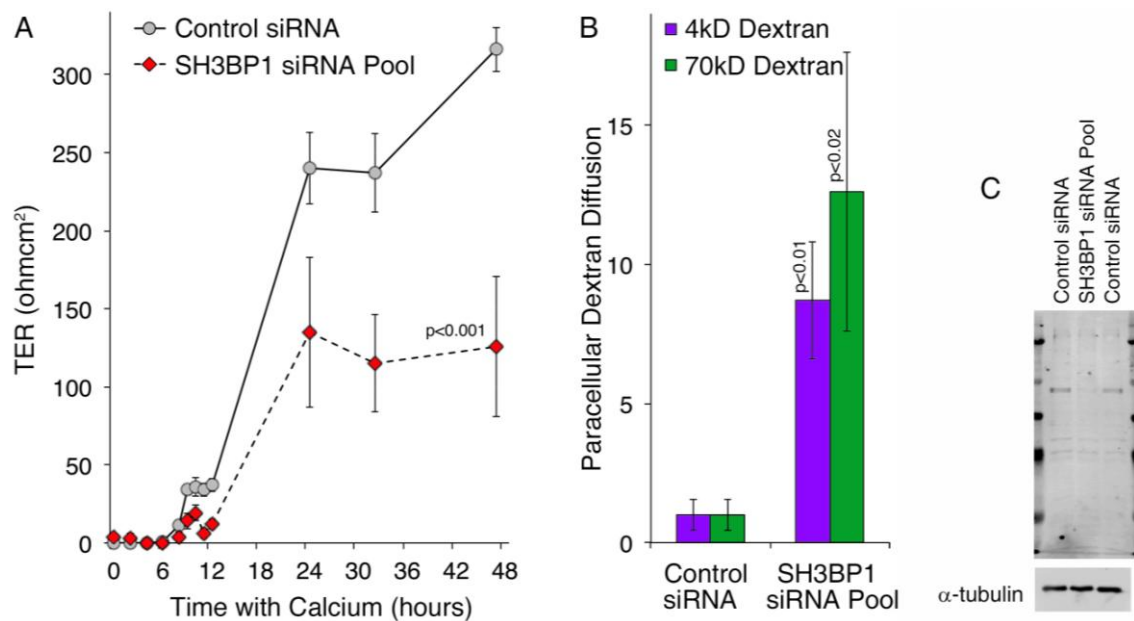 A
Control siRNA
SH3BP1 siRNA Pool
300
250
200
150
100
50
0
TER (ohmcm²)
p<0.001
0 6 12 18 24 30 36 42 48
Time with Calcium (hours)
B
4kD Dextran
70kD Dextran
15
10
5
0
Paracellular Dextran Diffusion
p<0.01
p<0.02
Control
siRNA
SH3BP1
siRNA Pool
C
Control siRNA
SH3BP1 siRNA Pool
Control siRNA
α-tubulin